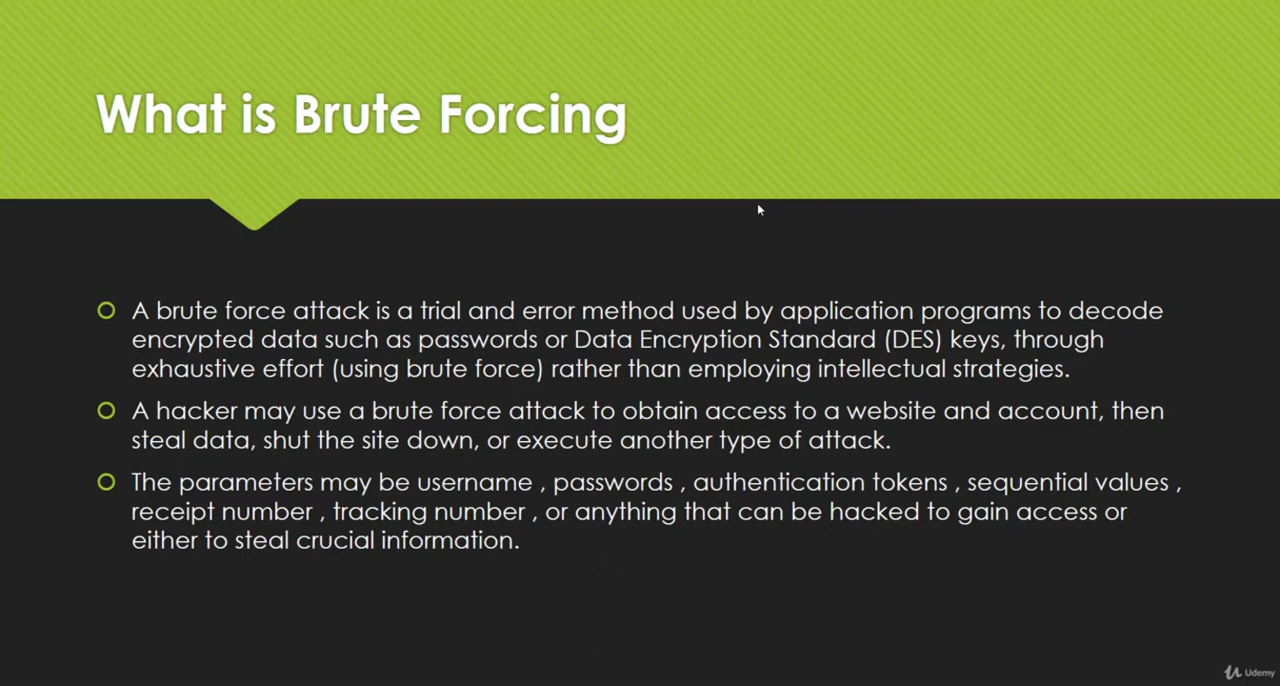 What is Brute Forcing
A brute force attack is a trial and error method used by application programs to decode
encrypted data such as passwords or Data Encryption Standard (DES) keys, through
exhaustive effort (using brute force) rather than employing intellectual strategies.
A hacker may use a brute force attack to obtain access to a website and account, then
steal data, shut the site down, or execute another type of attack.
The parameters may be username , passwords , authentication tokens , sequential values ,
receipt number , tracking number , or anything that can be hacked to gain access or
either to steal crucial information.
Udemy